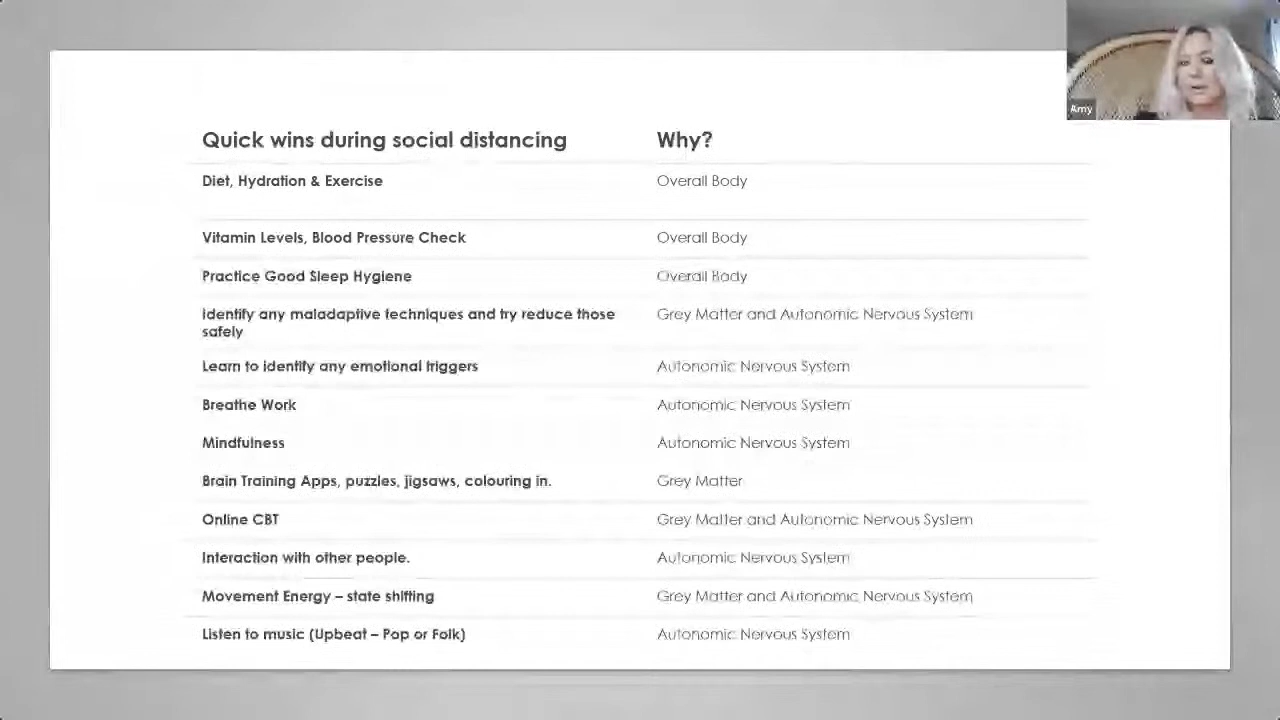 Amy
Quick wins during social distancing Why?
Diet, Hydration & Exercise Overall Body
Vitamin Levels, Blood Pressure Check Overall Body
Practice Good Sleep Hygiene Overall Body
Identify any maladaptive techniques and try reduce those Grey Matter and Autonomic Nervous System
safely
Learn to identify any emotional triggers Autonomic Nervous System
Breathe Work Autonomic Nervous System
Mindfulness Autonomic Nervous System
Brain Training Apps, puzzles, jigsaws, colouring in. Grey Matter
Online CBT Grey Matter and Autonomic Nervous System
Interaction with other people. Autonomic Nervous System
Movement Energy – state shifting Grey Matter and Autonomic Nervous System
Listen to music (Upbeat – Pop or Folk) Autonomic Nervous System